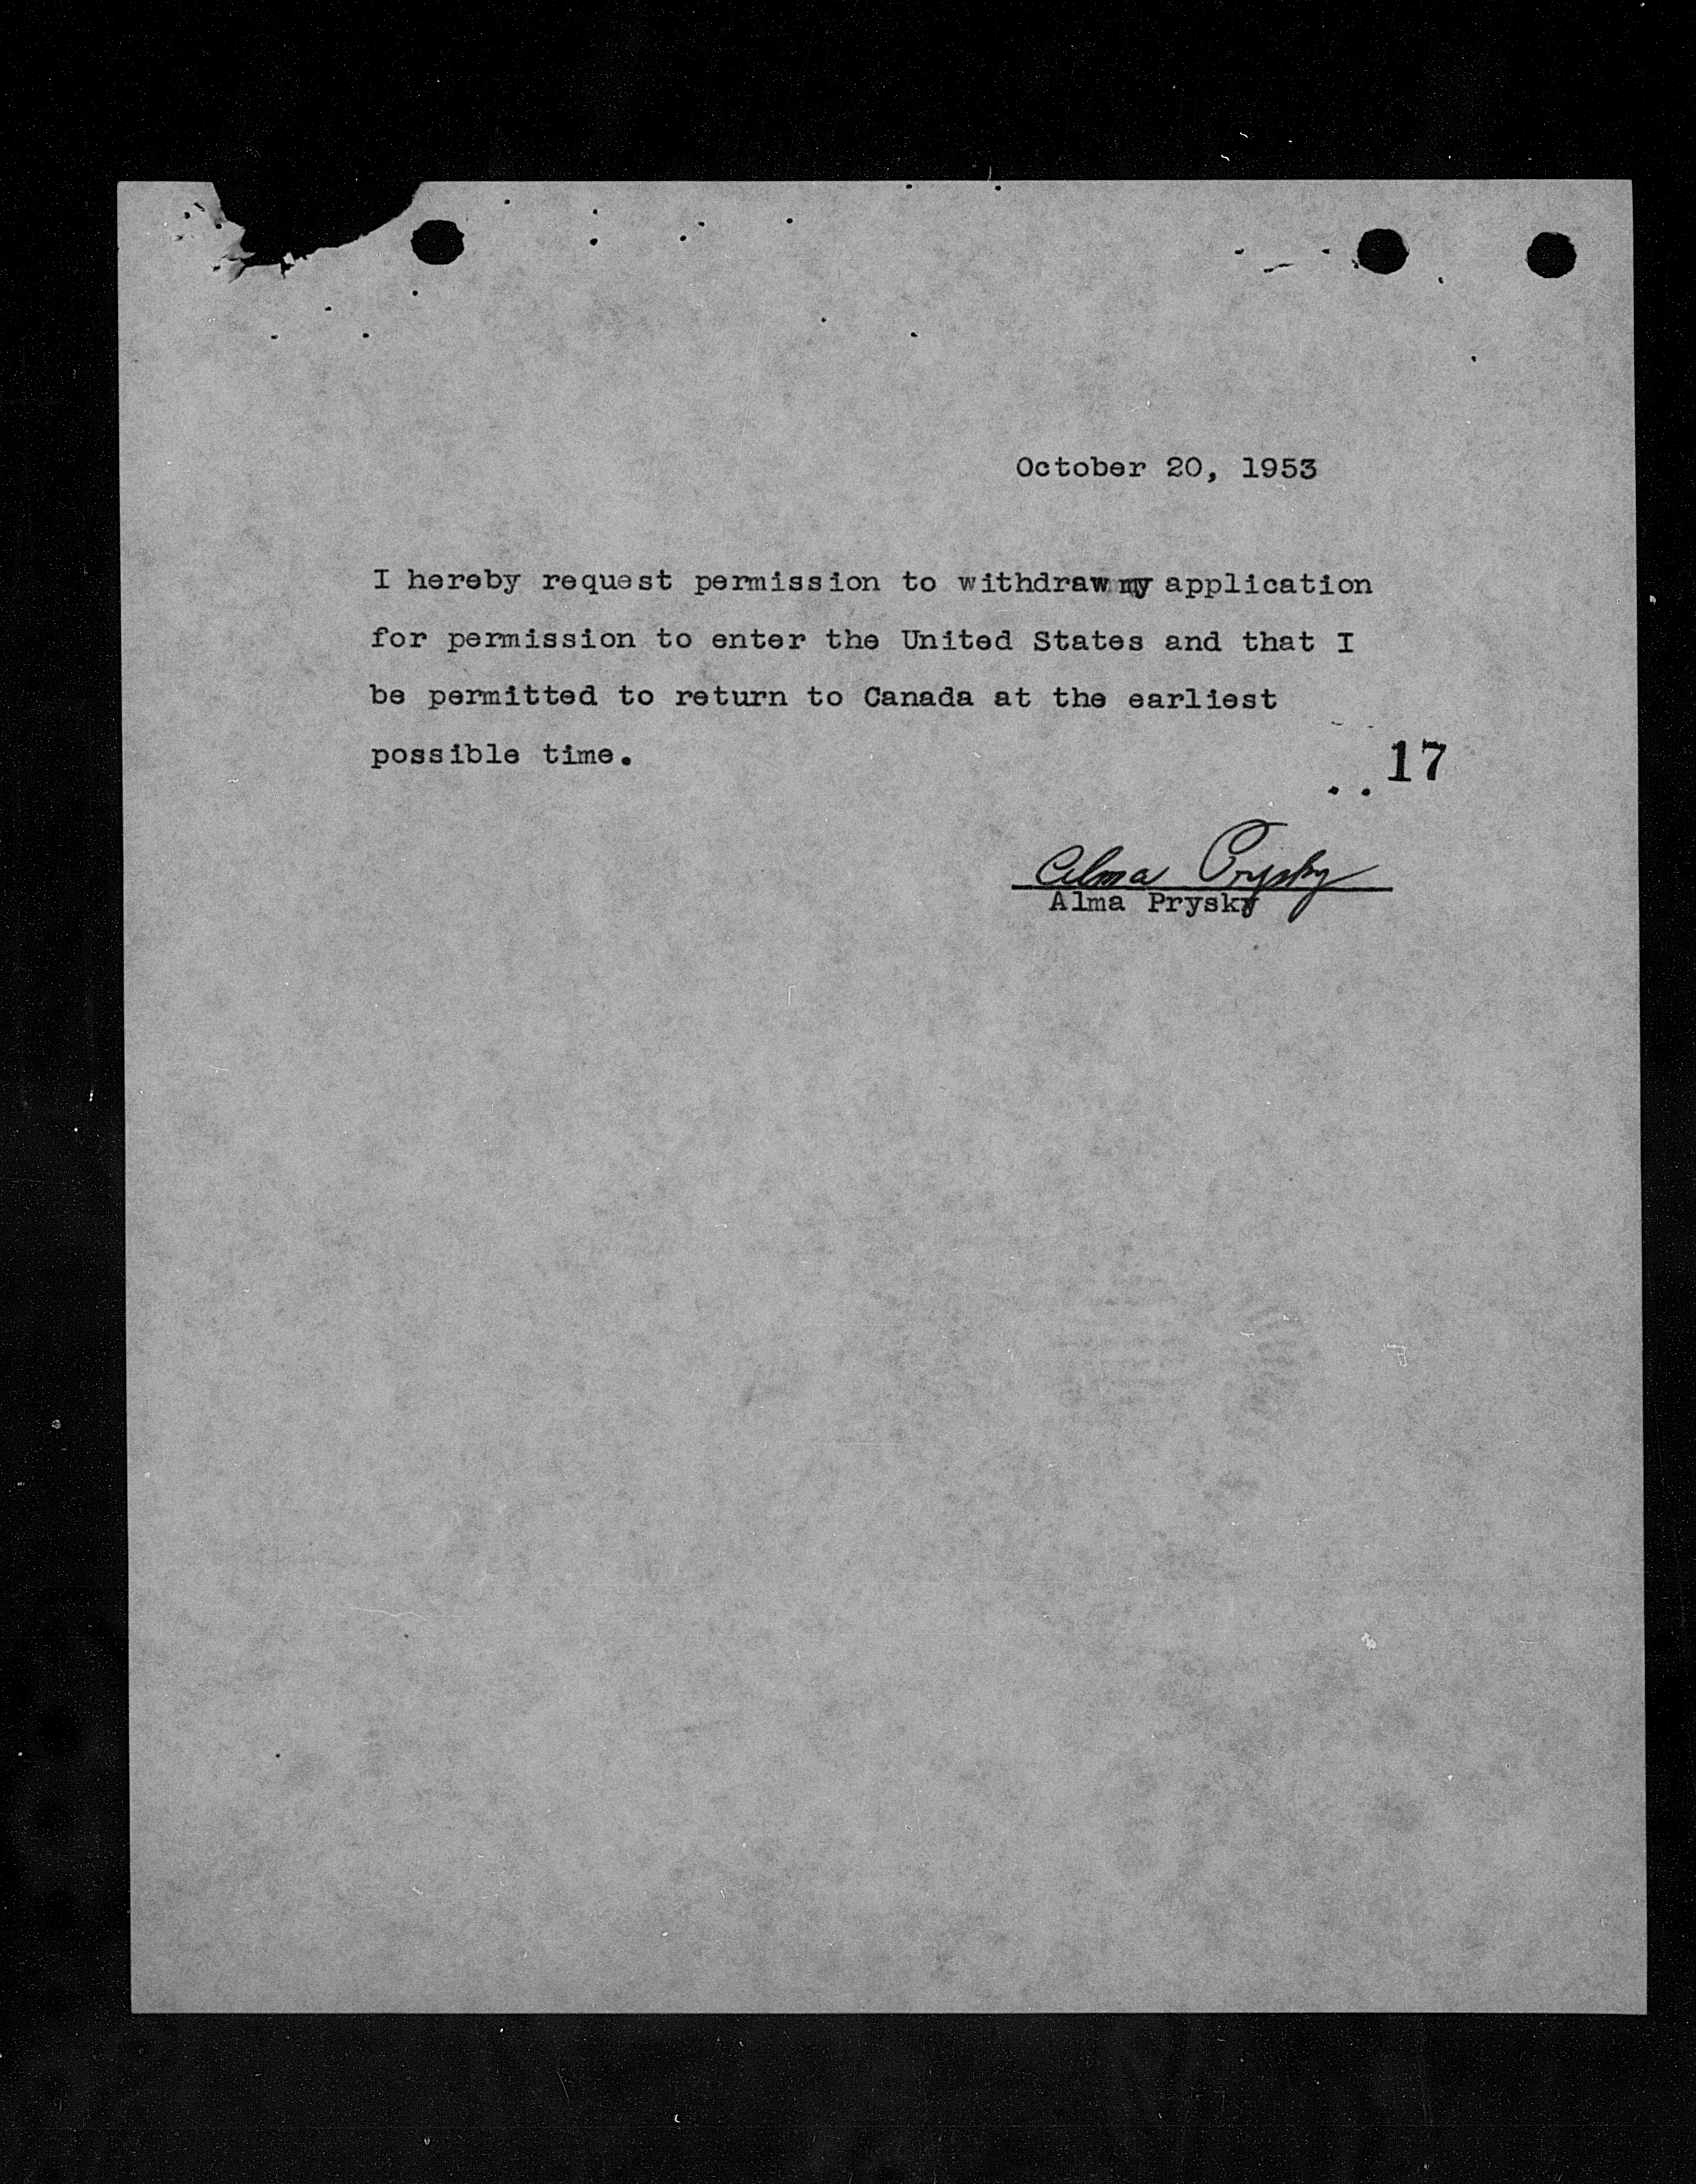 October 20, 1953
I hereby request permission to withdraw my application
for permission to enter the United States and that I
be permitted to return to Canada at the earliest
possible time.
17
Alma Prysky
Alma Prysky